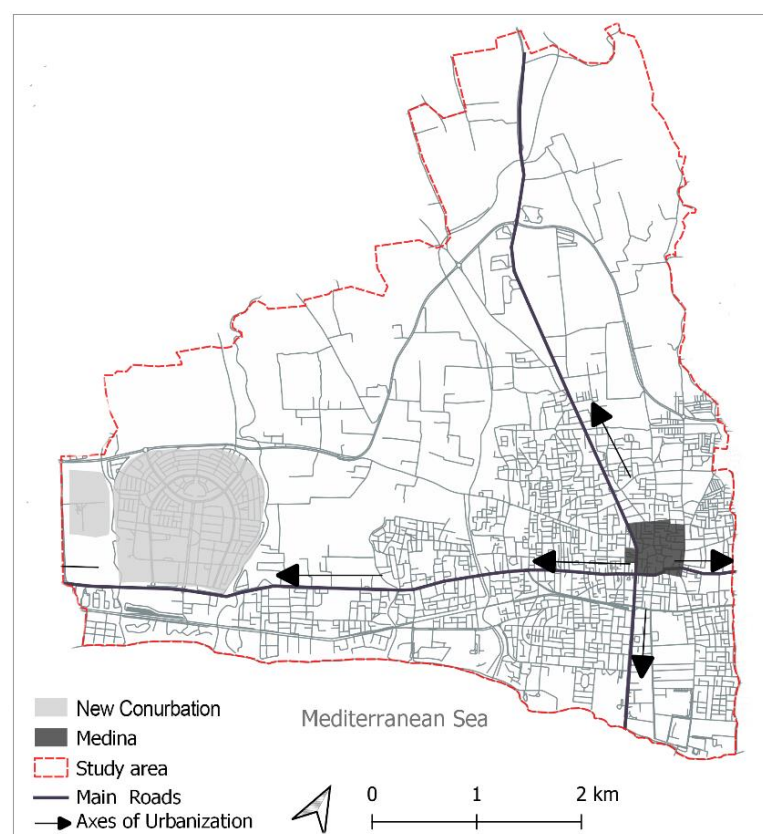 New Conurbation
Medina
Study area
Main Roads
Axes of Urbanization
Mediterranean Sea
0 1 2 km